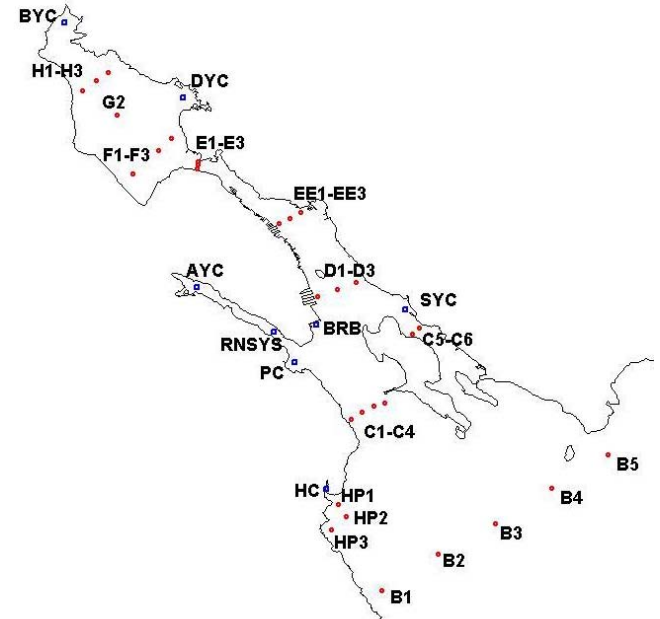 BYC
H1-H3
DYC
G2
E1-E3
F1-F3
EE1-EE3
AYC
D1-D3
SYC
BRB
RNSYS
C5-C6
PC
C1-C4
B5
HC
HP1
B4
HP2
B3
HP3
B2
B1